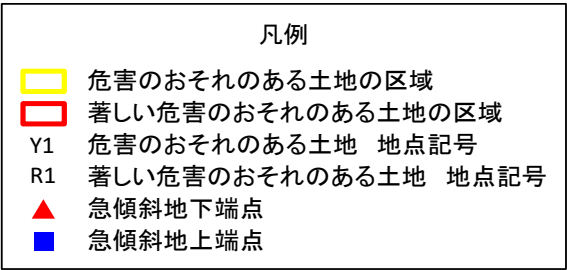 凡例
危害のおそれのある土地の区域
著しい危害のおそれのある土地の区域
Y1 危害のおそれのある土地　地点記号
R1 著しい危害のおそれのある土地　地点記号
急傾斜地下端点
急傾斜地上端点